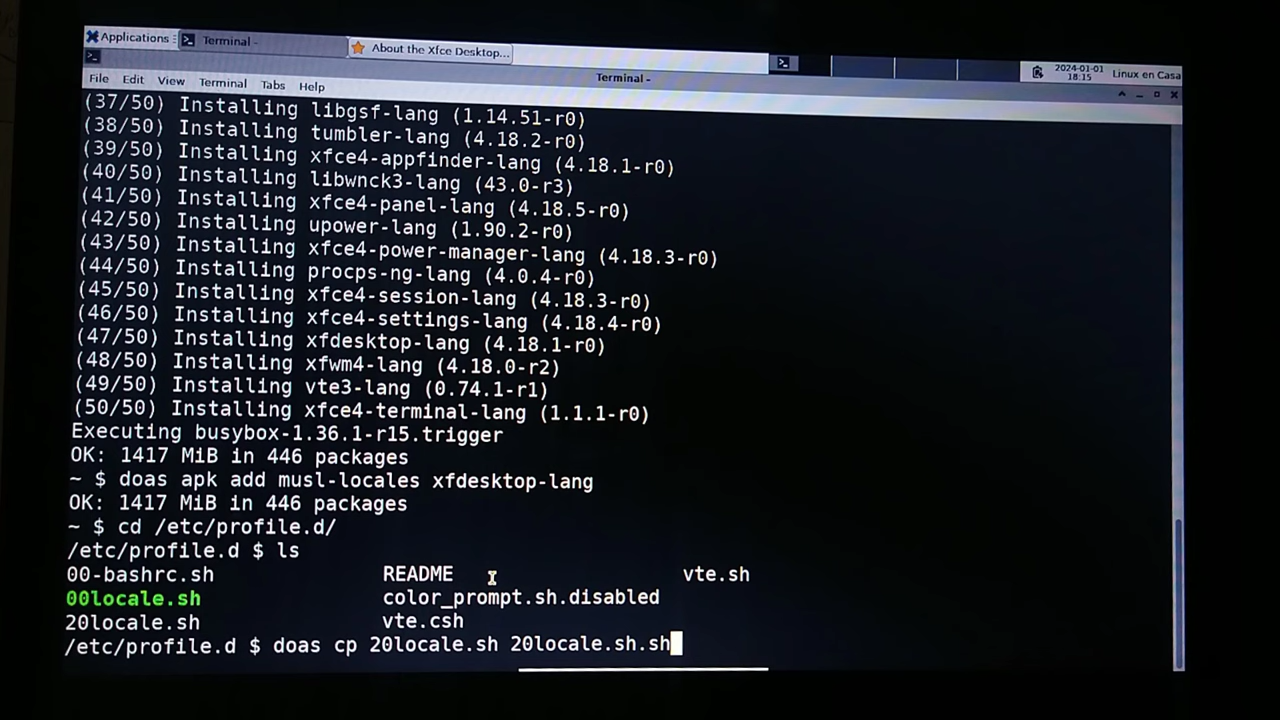 Applications
Terminal -
About the Xfce Desktop...
2024-01-01
18:15
Linux en Casa
Terminal -
File Edit View Terminal Tabs Help
(37/50) Installing libgsf-lang (1.14.51-r0)
(38/50) Installing tumbler-lang (4.18.2-r0)
(39/50) Installing xfce4-appfinder-lang (4.18.1-r0)
(40/50) Installing libwnck3-lang (43.0-r3)
(41/50) Installing xfce4-panel-lang (4.18.5-r0)
(42/50) Installing upower-lang (1.90.2-r0)
(43/50) Installing xfce4-power-manager-lang (4.18.3-r0)
(44/50) Installing procps-ng-lang (4.0.4-r0)
(45/50) Installing xfce4-session-lang (4.18.3-r0)
(46/50) Installing xfce4-settings-lang (4.18.4-r0)
(47/50) Installing xfdesktop-lang (4.18.1-r0)
(48/50) Installing xfwm4-lang (4.18.0-r2)
(49/50) Installing vte3-lang (0.74.1-r1)
(50/50) Installing xfce4-terminal-lang (1.1.1-r0)
Executing busybox-1.36.1-r15.trigger
OK: 1417 MiB in 446 packages
~ $ doas apk add musl-locales xfdesktop-lang
OK: 1417 MiB in 446 packages
~ $ cd /etc/profile.d/
/etc/profile.d $ ls
00-bashrc.sh README vte.sh
00locale.sh color_prompt.sh.disabled
20locale.sh vte.csh
/etc/profile.d $ doas cp 20locale.sh 20locale.sh.sh